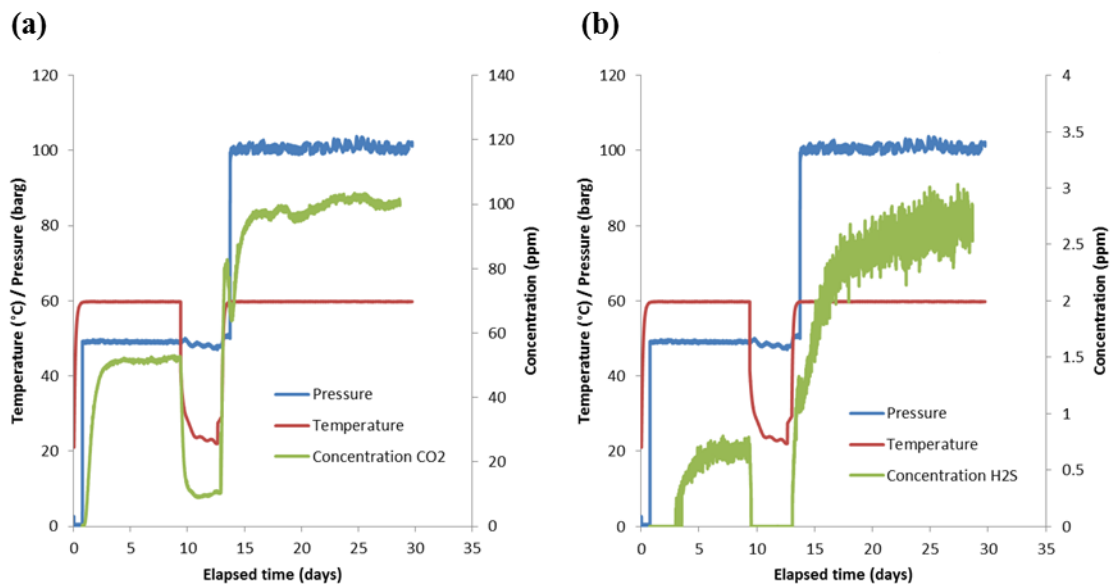 (a)
120
100
80
60
40
20
0
Temperature (°C) / Pressure (barg)
140
120
100
80
60
40
20
0
Concentration (ppm)
Pressure
Temperature
Concentration CO2
0 5 10 15 20 25 30 35
Elapsed time (days)
(b)
120
100
80
60
40
20
0
Temperature (°C) / Pressure (barg)
4
3.5
3
2.5
2
1.5
1
0.5
0
Concentration (ppm)
Pressure
Temperature
Concentration H2S
0 5 10 15 20 25 30 35
Elapsed time (days)